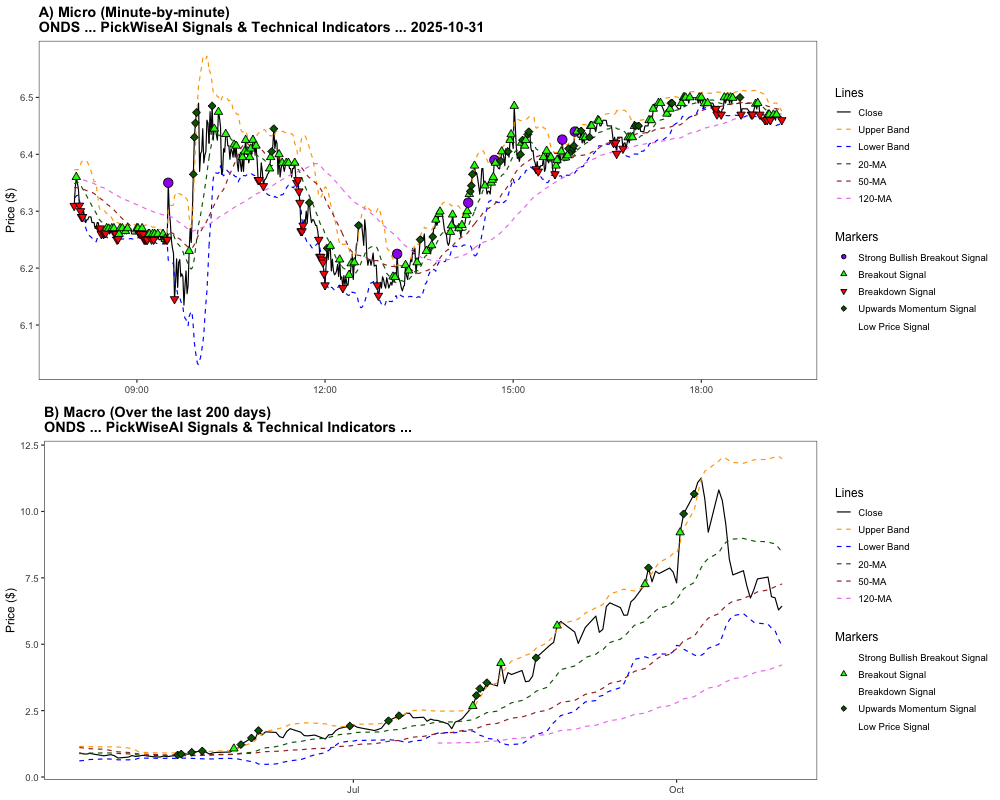 A) Micro (Minute-by-minute)
ONDS ... PickWiseAI Signals & Technical Indicators ... 2025-10-31
Price ($)
6.5
6.4
6.3
6.2
6.1
09:00
12:00
15:00
18:00
Lines
Close
Upper Band
Lower Band
20-MA
50-MA
120-MA
Markers
Strong Bullish Breakout Signal
Breakout Signal
Breakdown Signal
Upwards Momentum Signal
Low Price Signal
B) Macro (Over the last 200 days)
ONDS ... PickWiseAI Signals & Technical Indicators ...
Price ($)
12.5
10.0
7.5
5.0
2.5
0.0
Jul
Oct
Lines
Close
Upper Band
Lower Band
20-MA
50-MA
120-MA
Markers
Strong Bullish Breakout Signal
Breakout Signal
Breakdown Signal
Upwards Momentum Signal
Low Price Signal